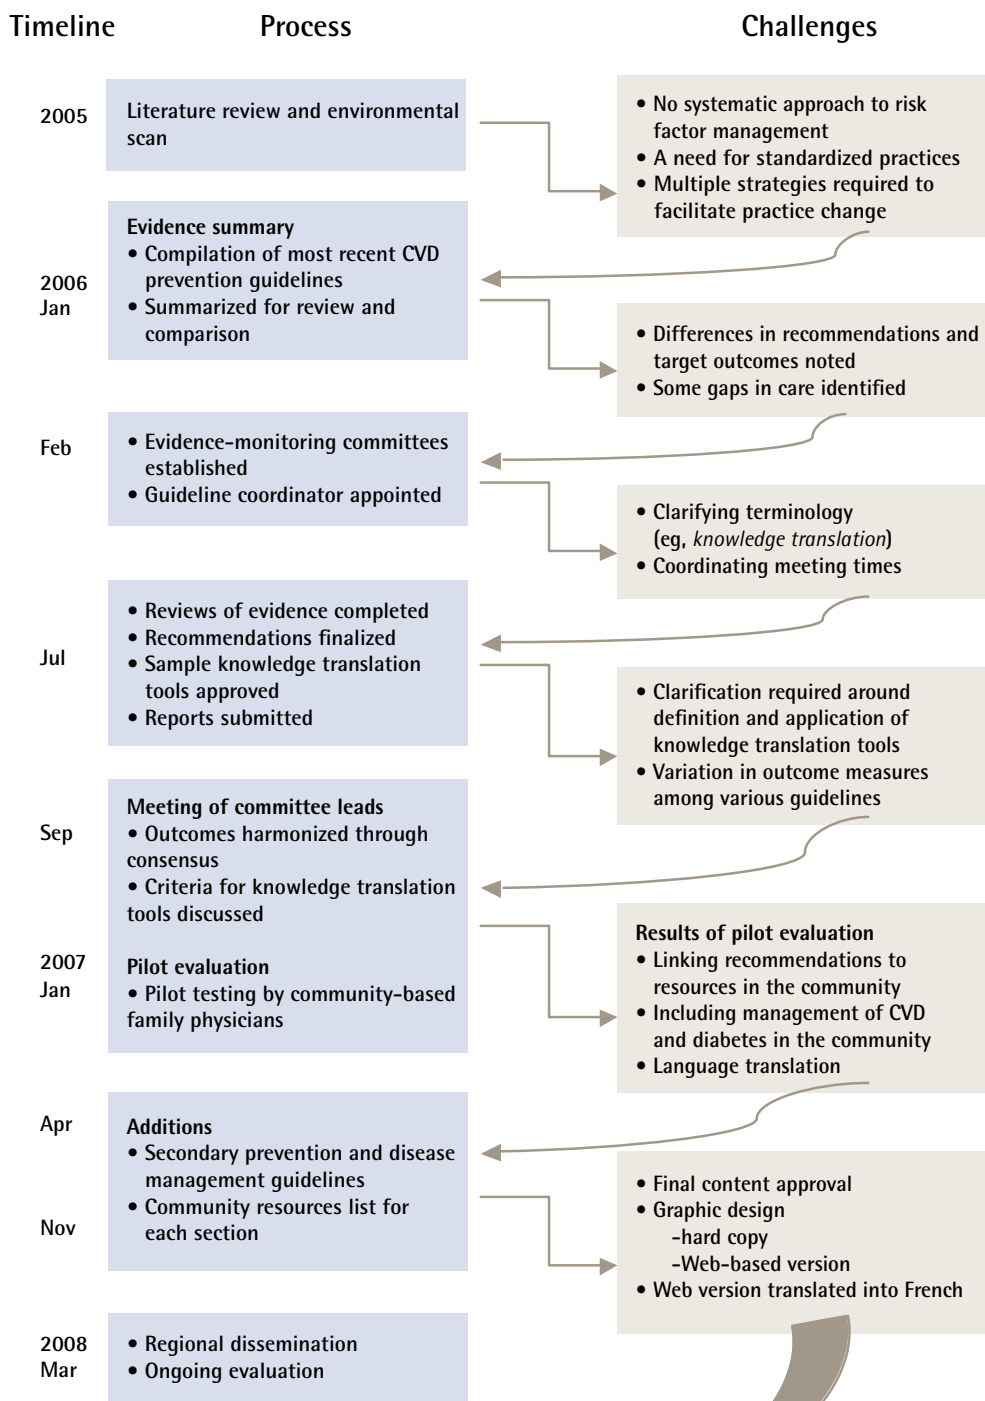 Timeline
Process
Challenges
2005
Literature review and environmental
scan
• No systematic approach to risk
factor management
• A need for standardized practices
• Multiple strategies required to
facilitate practice change
2006
Jan
Evidence summary
• Compilation of most recent CVD
prevention guidelines
• Summarized for review and
comparison
• Differences in recommendations and
target outcomes noted
• Some gaps in care identified
Feb
• Evidence-monitoring committees
established
• Guideline coordinator appointed
• Clarifying terminology
(eg, knowledge translation)
• Coordinating meeting times
Jul
• Reviews of evidence completed
• Recommendations finalized
• Sample knowledge translation
tools approved
• Reports submitted
• Clarification required around
definition and application of
knowledge translation tools
• Variation in outcome measures
among various guidelines
Sep
Meeting of committee leads
• Outcomes harmonized through
consensus
• Criteria for knowledge translation
tools discussed
2007
Jan
Pilot evaluation
• Pilot testing by community-based
family physicians
Results of pilot evaluation
• Linking recommendations to
resources in the community
• Including management of CVD
and diabetes in the community
• Language translation
Apr
Nov
Additions
• Secondary prevention and disease
management guidelines
• Community resources list for
each section
• Final content approval
• Graphic design
-hard copy
-Web-based version
• Web version translated into French
2008
Mar
• Regional dissemination
• Ongoing evaluation